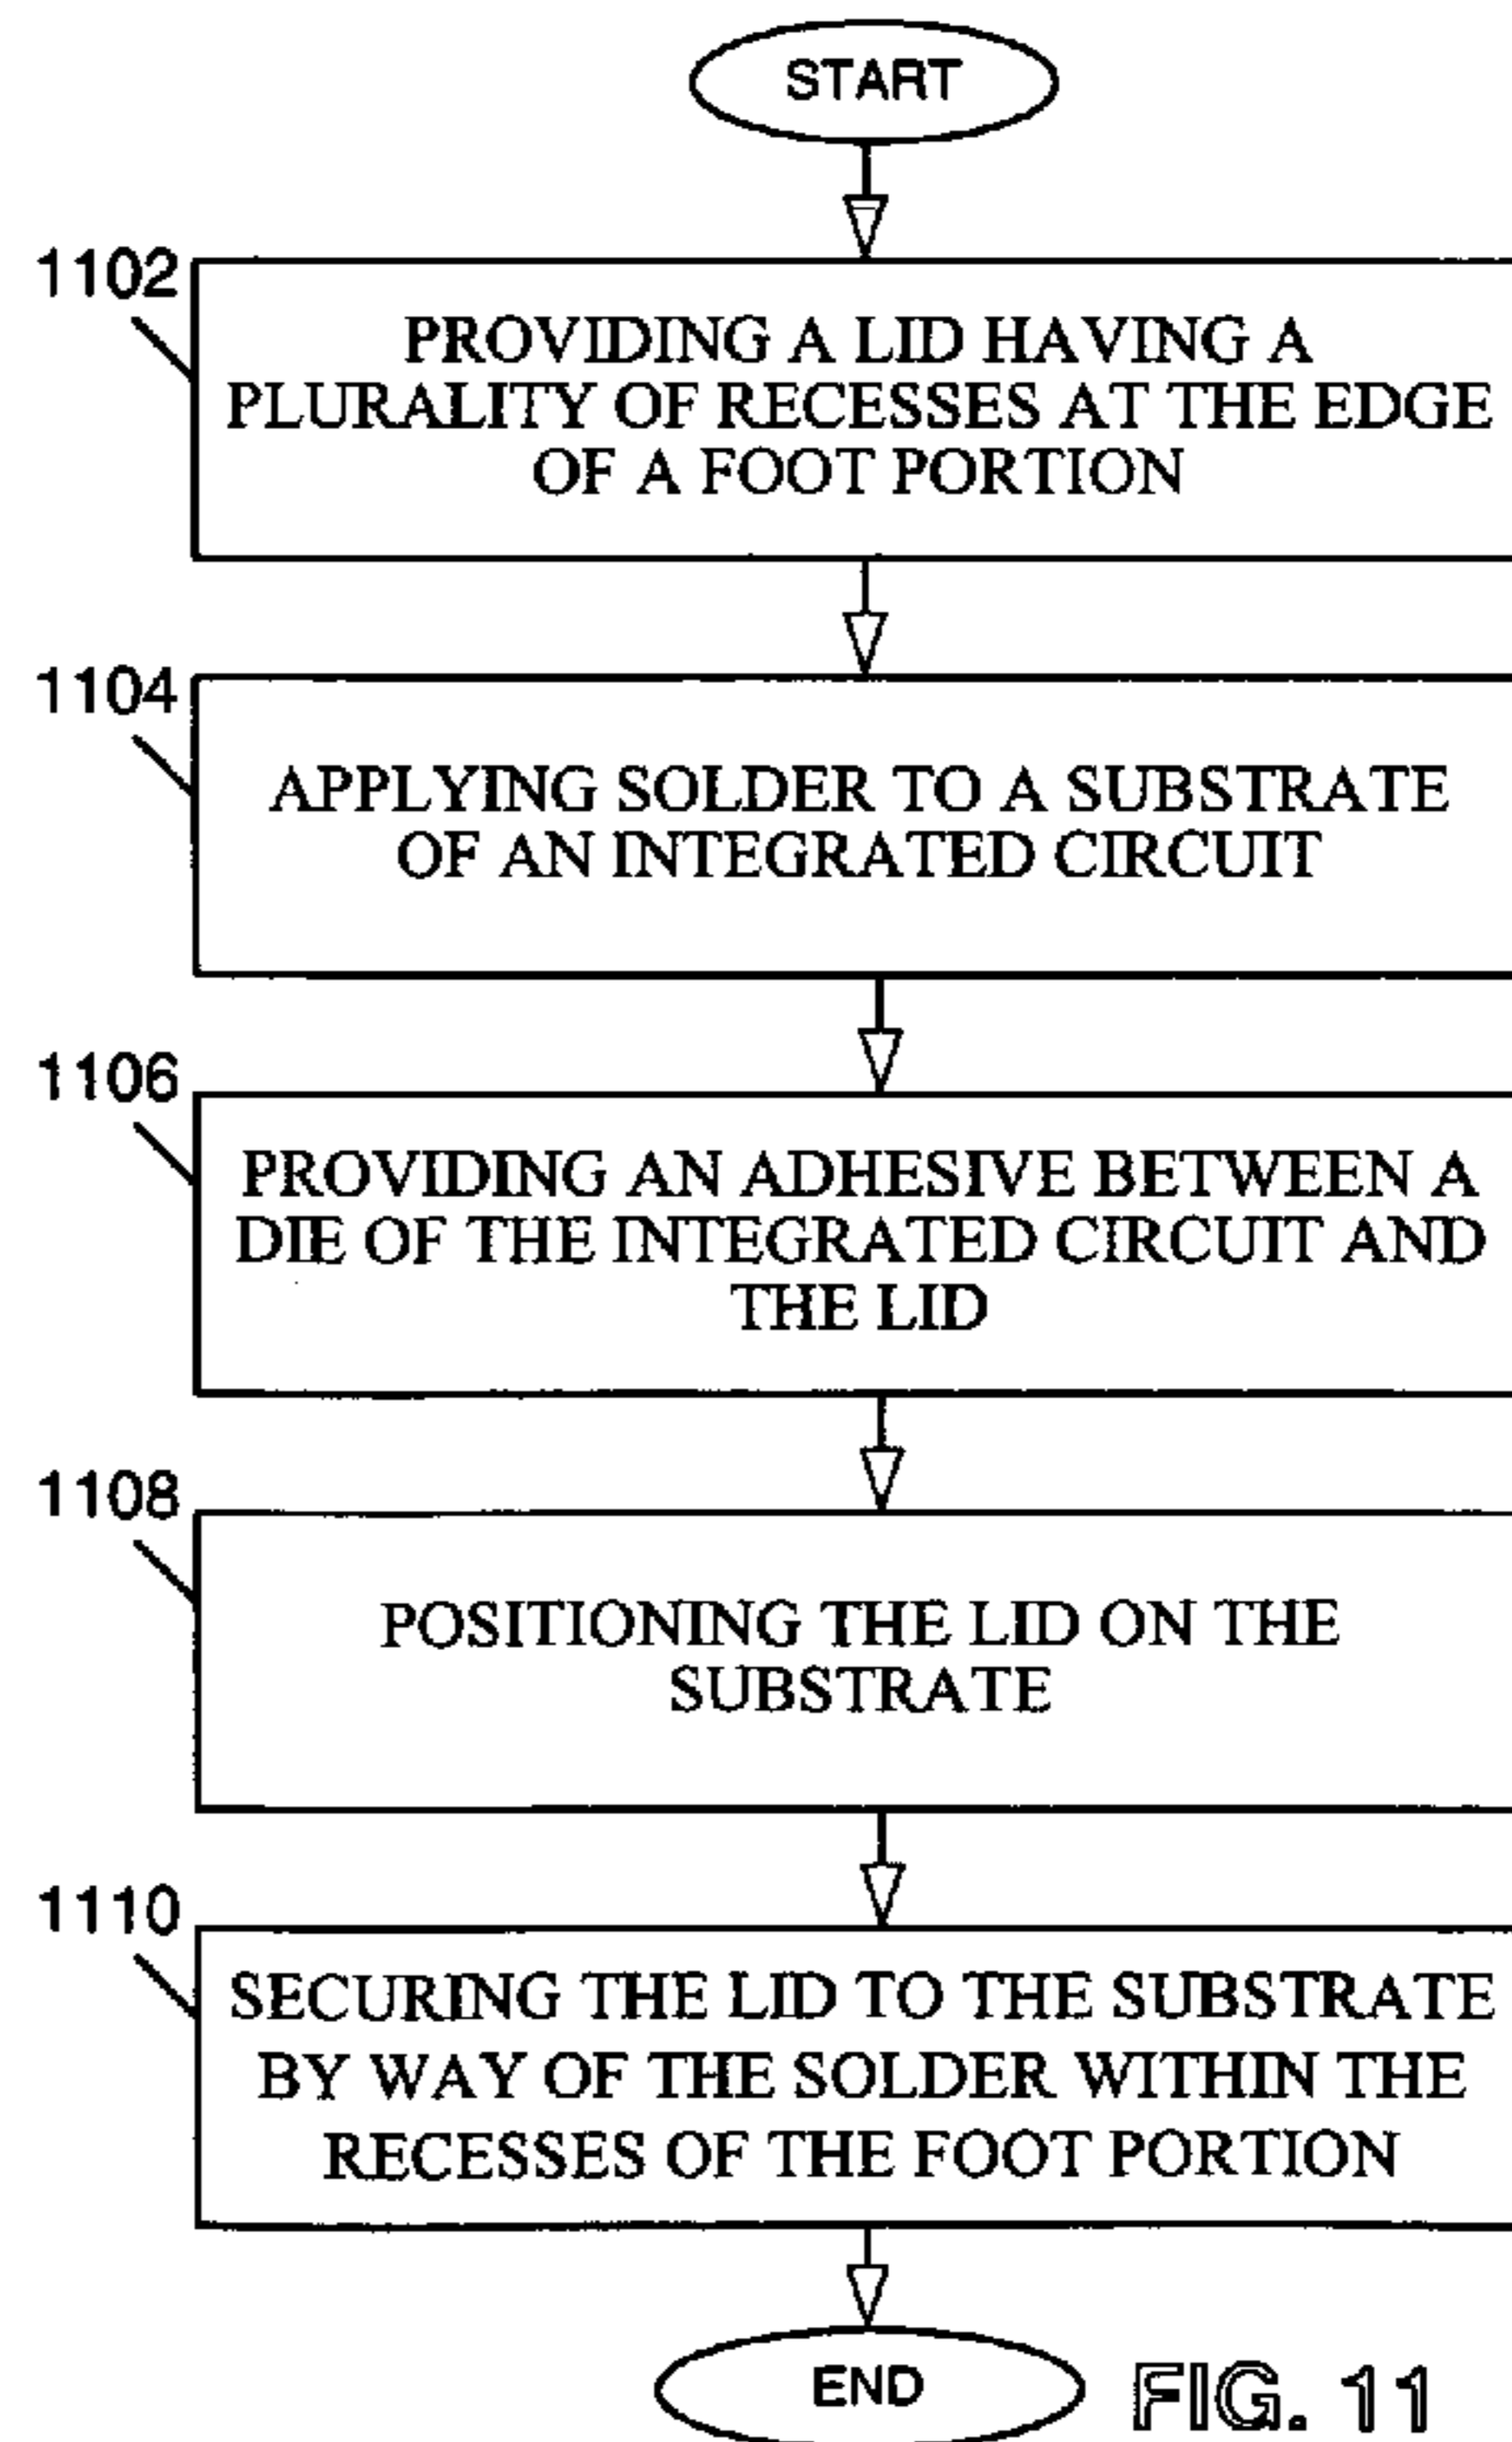 START
1102
PROVIDING A LID HAVING A
PLURALITY OF RECESSES AT THE EDGE
OF A FOOT PORTION
1104
APPLYING SOLDER TO A SUBSTRATE
OF AN INTEGRATED CIRCUIT
1106
PROVIDING AN ADHESIVE BETWEEN A
DIE OF THE INTEGRATED CIRCUIT AND
THE LID
1108
POSITIONING THE LID ON THE
SUBSTRATE
1110
SECURING THE LID TO THE SUBSTRATE
BY WAY OF THE SOLDER WITHIN THE
RECESSES OF THE FOOT PORTION
END
FIG. 11